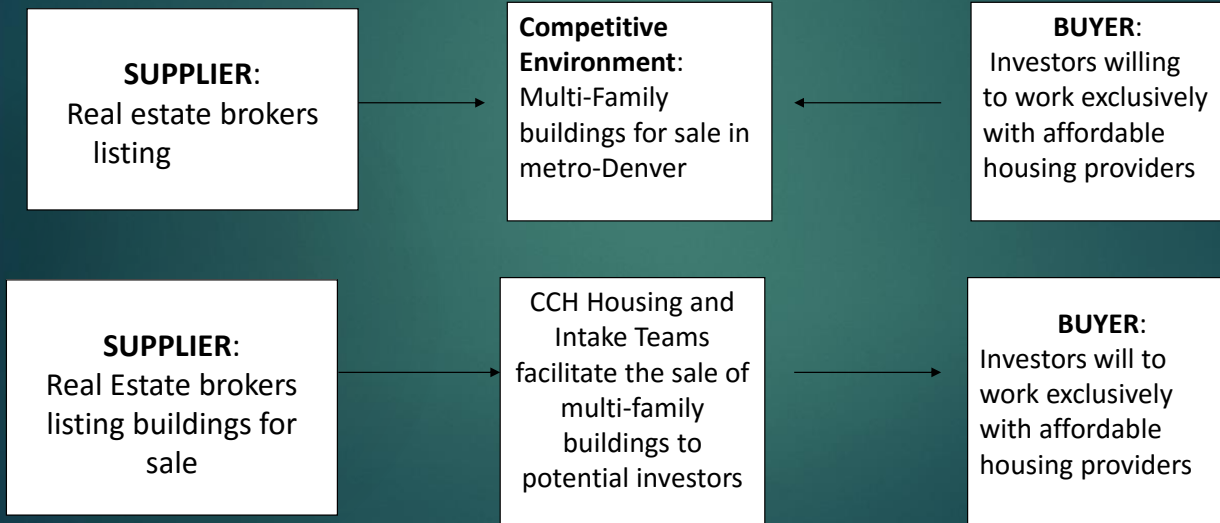 SUPPLIER:
Real estate brokers
listing
Competitive
Environment:
Multi-Family
buildings for sale in
metro-Denver
BUYER:
Investors willing
to work exclusively
with affordable
housing providers
SUPPLIER:
Real Estate brokers
listing buildings for
sale
CCH Housing and
Intake Teams
facilitate the sale of
multi-family
buildings to
potential investors
BUYER:
Investors will to
work exclusively
with affordable
housing providers